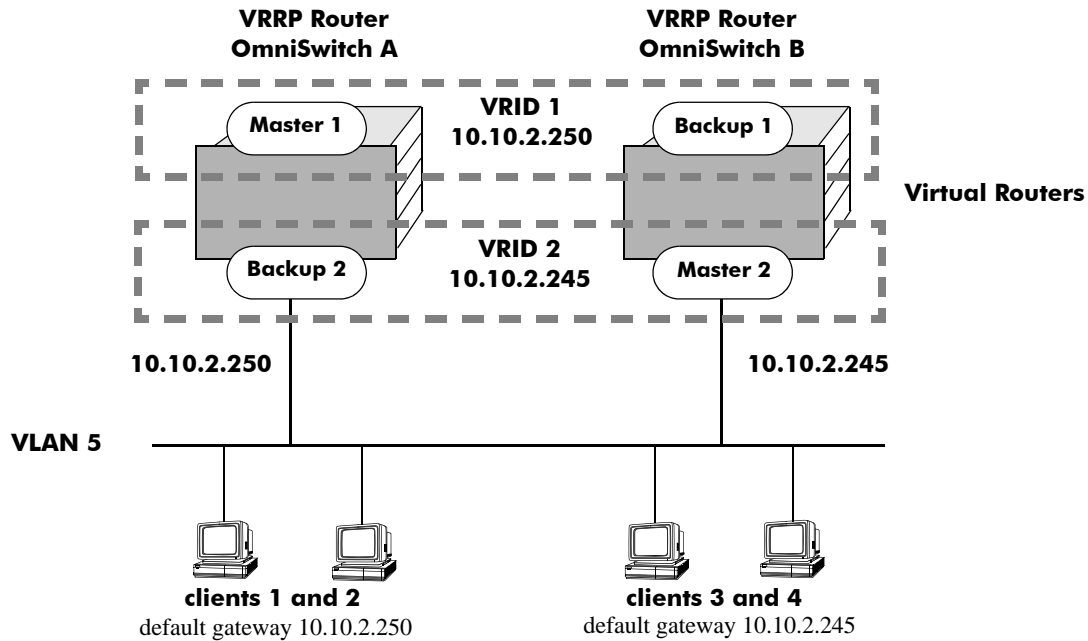 VRRP Router
OmniSwitch A
VRRP Router
OmniSwitch B
VRID 1
10.10.2.250
Master 1
Backup 1
Virtual Routers
VRID 2
10.10.2.245
Backup 2
Master 2
10.10.2.250
10.10.2.245
VLAN 5
clients 1 and 2
default gateway 10.10.2.250
clients 3 and 4
default gateway 10.10.2.245